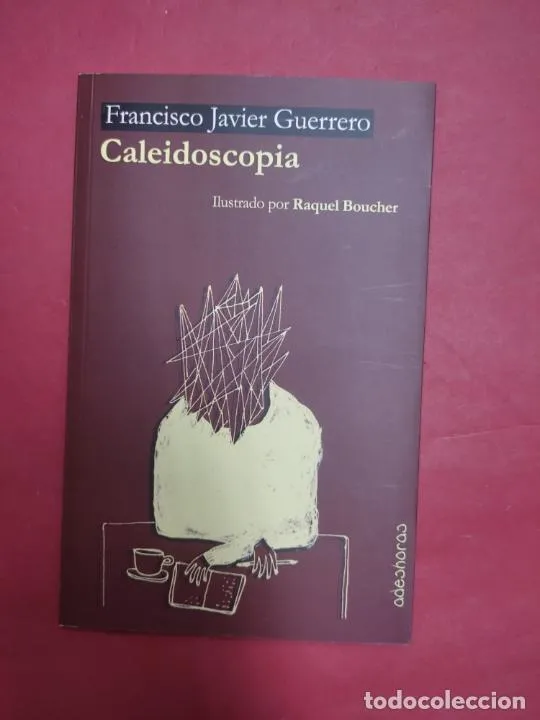 Francisco Javier Guerrero
Caleidoscopia
Ilustrado por Raquel Boucher
adeshoras
todocoleccion